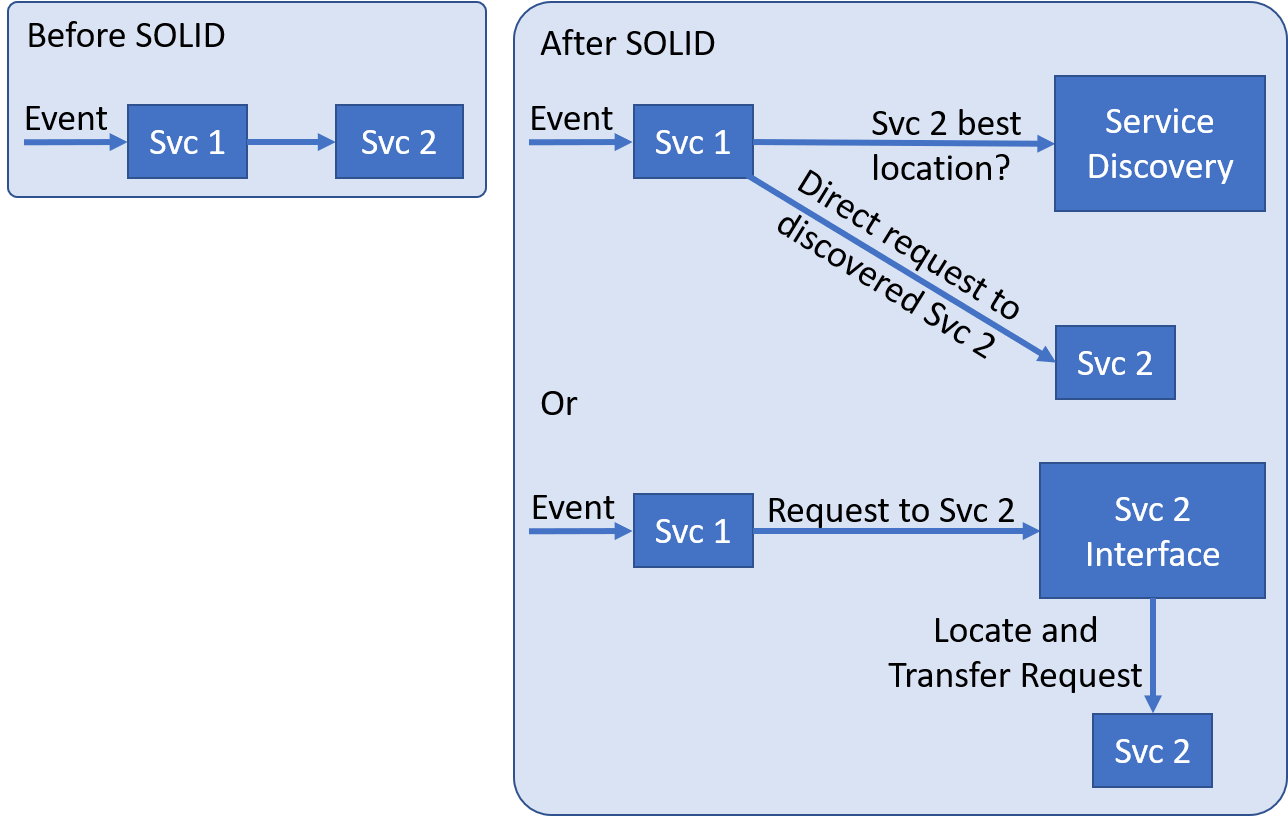 Before SOLID
Event
Svc 1
Svc 2
After SOLID
Event
Svc 1
Svc 2 best
location?
Service
Discovery
Direct request to
discovered Svc 2
Svc 2
Or
Event
Svc 1
Request to Svc 2
Svc 2
Interface
Locate and
Transfer Request
Svc 2